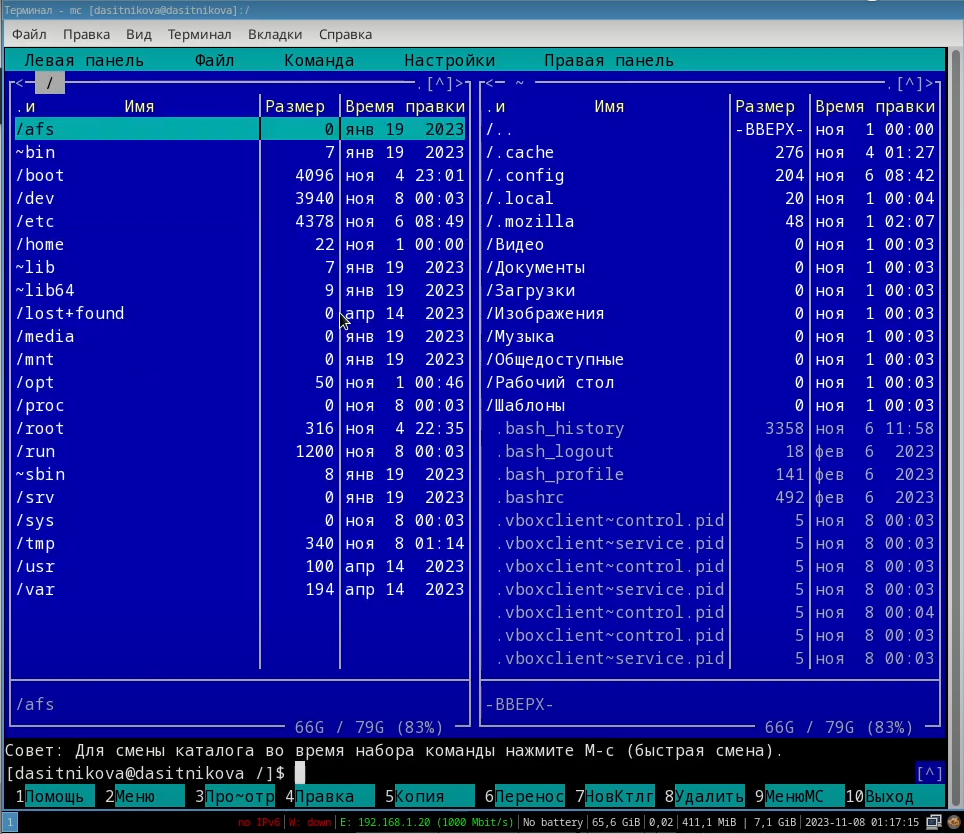 Терминал - mc [dasitnikova@dasitnikova]:/
Файл Правка Вид Терминал Вкладки Справка
Левая панель Файл Команда Настройки Правая панель
<─ / .[^]>
.и Имя Размер Время правки
/afs 0 янв 19 2023
~bin 7 янв 19 2023
/boot 4096 ноя 4 23:01
/dev 3940 ноя 8 00:03
/etc 4378 ноя 6 08:49
/home 22 ноя 1 00:00
~lib 7 янв 19 2023
~lib64 9 янв 19 2023
/lost+found 0 апр 14 2023
/media 0 янв 19 2023
/mnt 0 янв 19 2023
/opt 50 ноя 1 00:46
/proc 0 ноя 8 00:03
/root 316 ноя 4 22:35
/run 1200 ноя 8 00:03
~sbin 8 янв 19 2023
/srv 0 янв 19 2023
/sys 0 ноя 8 00:03
/tmp 340 ноя 8 01:14
/usr 100 апр 14 2023
/var 194 апр 14 2023
/afs
66G / 79G (83%)
<─ ~ .[^]>
.и Имя Размер Время правки
/.. -ВВЕРХ- ноя 1 00:00
/.cache 276 ноя 4 01:27
/.config 204 ноя 6 08:42
/.local 20 ноя 1 00:04
/.mozilla 48 ноя 1 02:07
/Видео 0 ноя 1 00:03
/Документы 0 ноя 1 00:03
/Загрузки 0 ноя 1 00:03
/Изображения 0 ноя 1 00:03
/Музыка 0 ноя 1 00:03
/Общедоступные 0 ноя 1 00:03
/Рабочий стол 0 ноя 1 00:03
/Шаблоны 0 ноя 1 00:03
.bash_history 3358 ноя 6 11:58
.bash_logout 18 фев 6 2023
.bash_profile 141 фев 6 2023
.bashrc 492 фев 6 2023
.vboxclient~control.pid 5 ноя 8 00:03
.vboxclient~service.pid 5 ноя 8 00:03
.vboxclient~control.pid 5 ноя 8 00:03
.vboxclient~service.pid 5 ноя 8 00:03
.vboxclient~control.pid 5 ноя 8 00:04
.vboxclient~control.pid 5 ноя 8 00:03
.vboxclient~service.pid 5 ноя 8 00:03
-ВВЕРХ-
66G / 79G (83%)
Совет: Для смены каталога во время набора команды нажмите M-c (быстрая смена).
[dasitnikova@dasitnikova /]$ [^]
1Помощь 2Меню 3Про~отр 4Правка 5Копия 6Перенос 7НовКтлг 8Удалить 9МенюMC 10Выход
1 no IPv6 | W: down | E: 192.168.1.20 (1000 Mbit/s) | No battery | 65,6 GiB | 0,02 | 411,1 MiB | 7,1 GiB | 2023-11-08 01:17:15